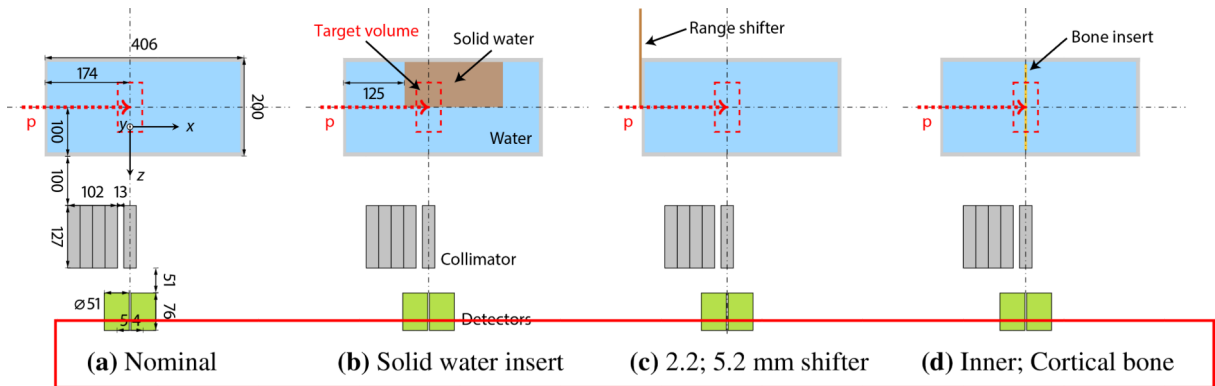 406
174
p
100
y
x
200
z
100
102
13
127
51
⌀51
76
54
Target volume
Solid water
125
p
Water
Collimator
Detectors
Range shifter
p
Bone insert
p
(a) Nominal
(b) Solid water insert
(c) 2.2; 5.2 mm shifter
(d) Inner; Cortical bone